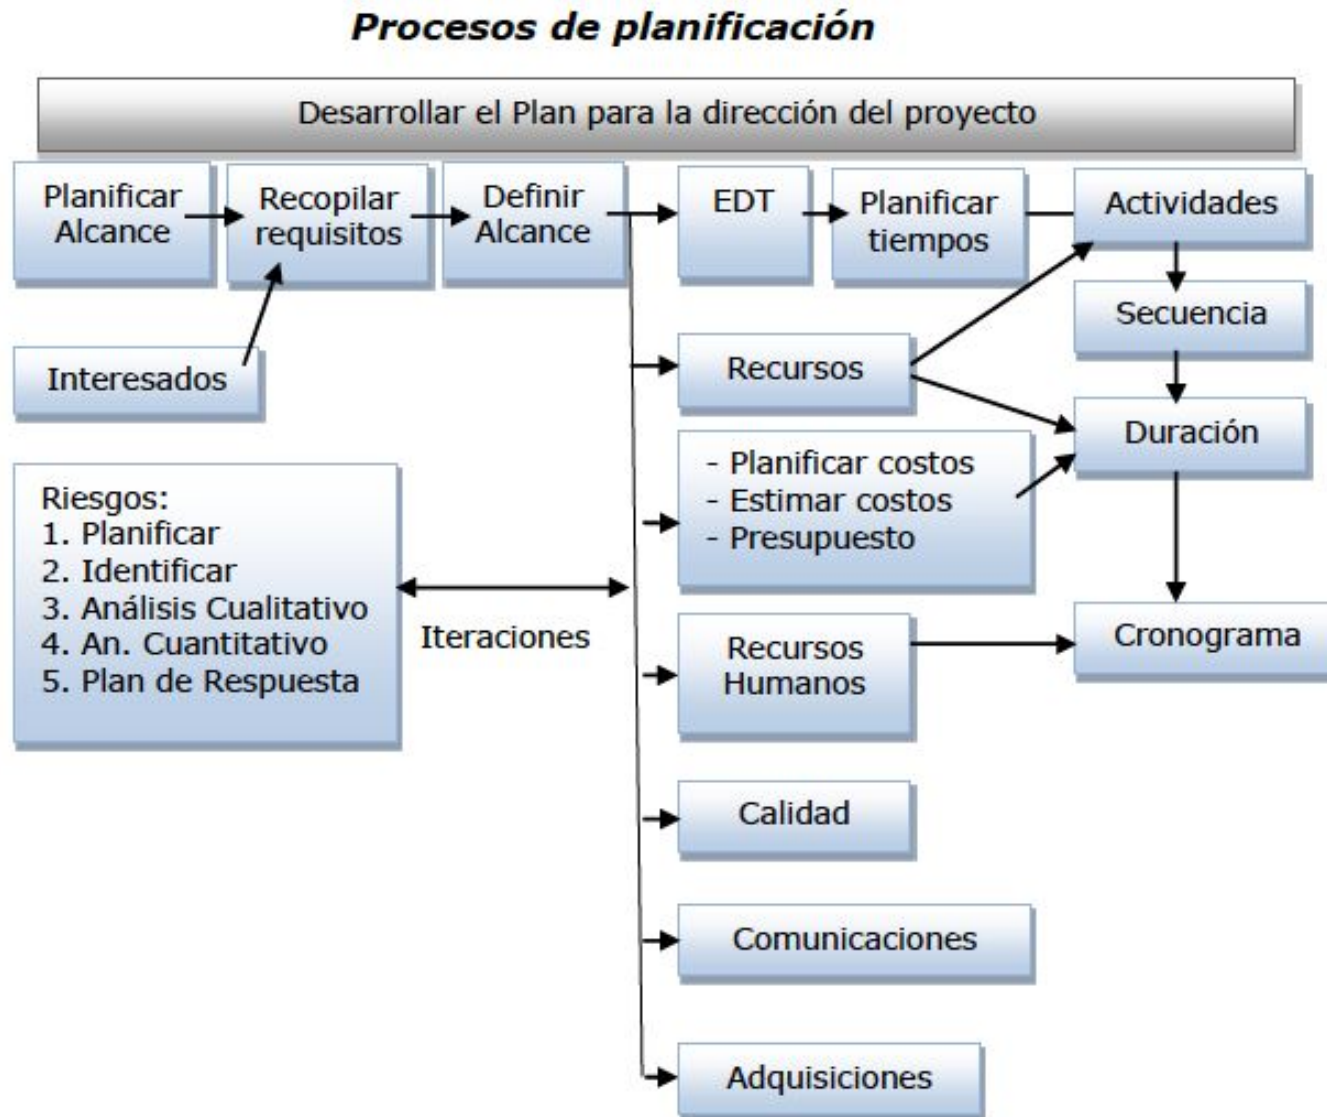 Procesos de planificación
Desarrollar el Plan para la dirección del proyecto
Planificar
Alcance
Recopilar
requisitos
Definir
Alcance
EDT
Planificar
tiempos
Actividades
Secuencia
Interesados
Recursos
Duración
- Planificar costos
- Estimar costos
- Presupuesto
Riesgos:
1. Planificar
2. Identificar
3. Análisis Cualitativo
4. An. Cuantitativo
5. Plan de Respuesta
Iteraciones
Recursos
Humanos
Cronograma
Calidad
Comunicaciones
Adquisiciones